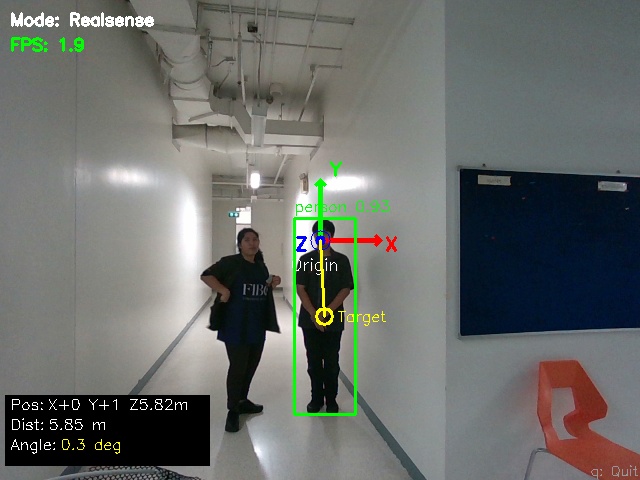 Mode: Realsense
FPS: 1.9
Y
person 0.93
Z
X
Origin
FIBO
Target
Pos: X+0 Y+1 Z5.82m
Dist: 5.85 m
Angle: 0.3 deg
q: Quit